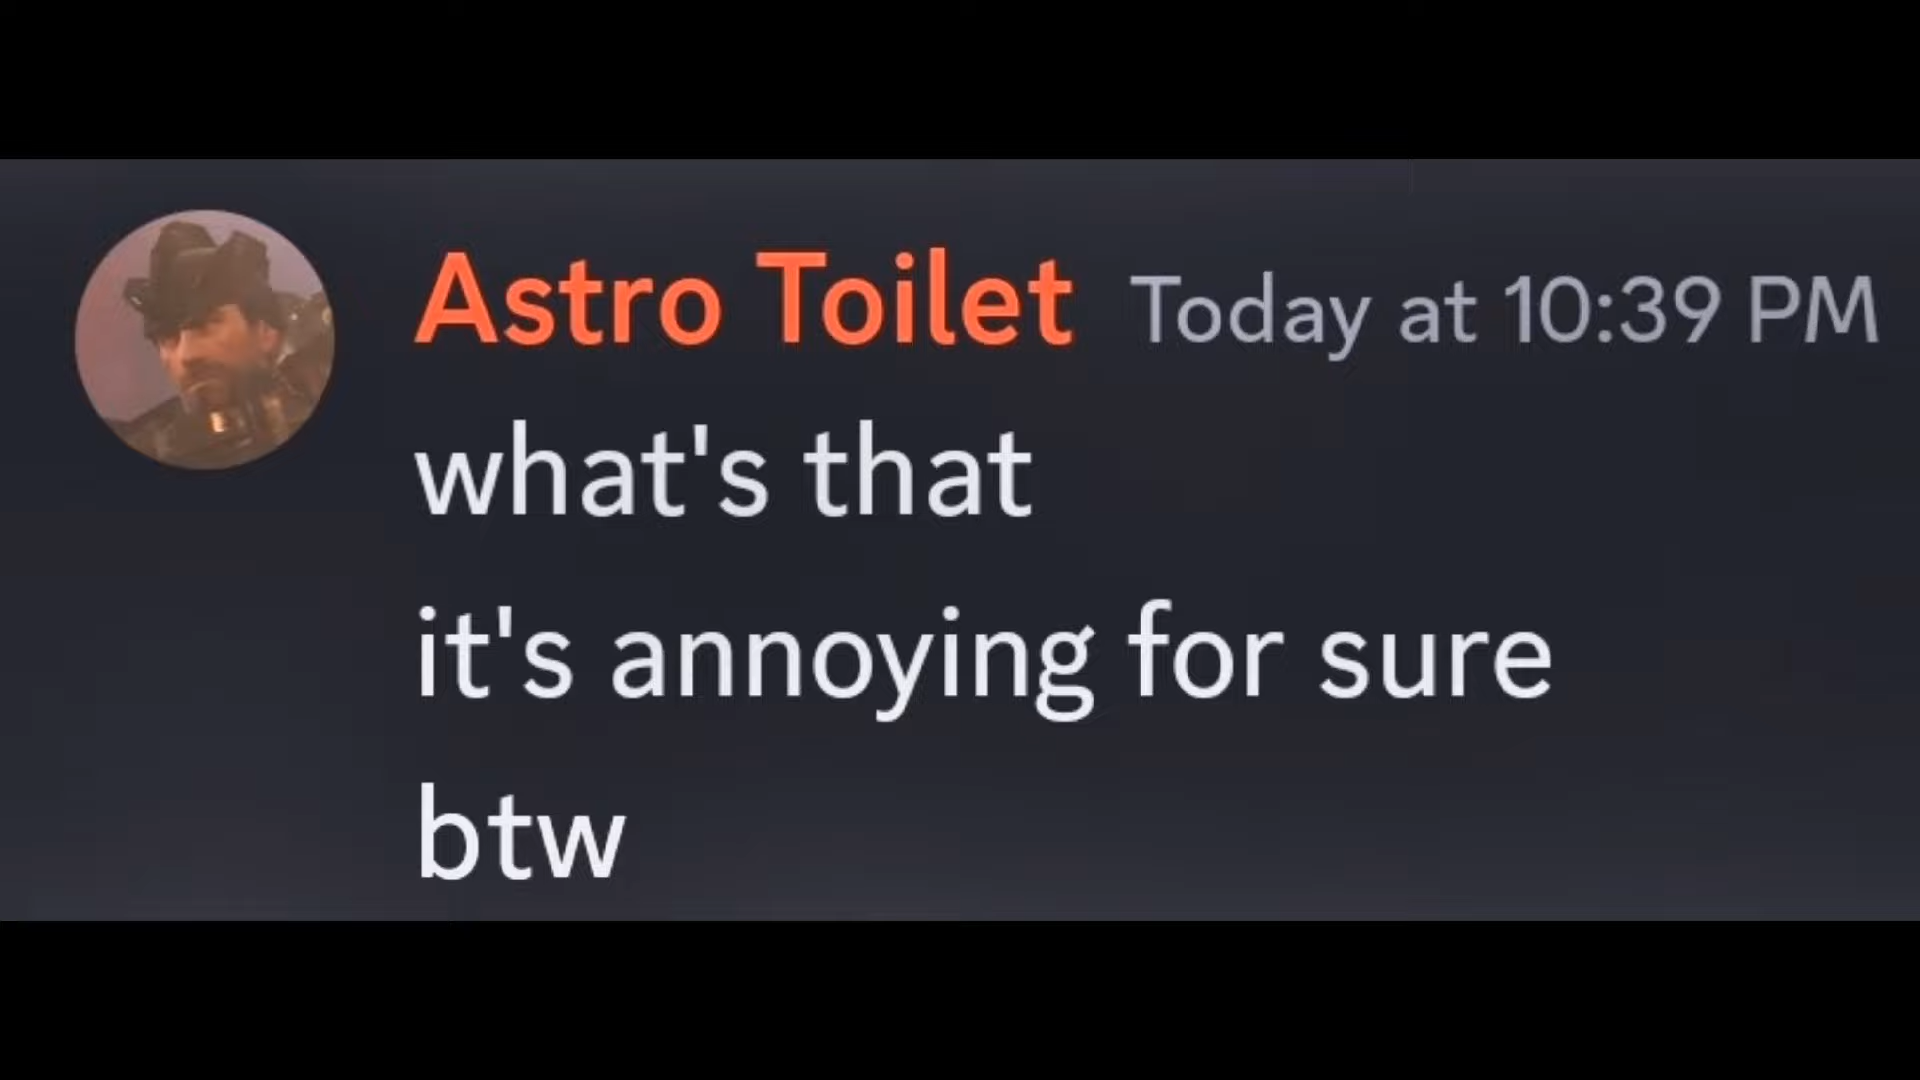 Astro Toilet Today at 10:39 PM
what's that
it's annoying for sure
btw